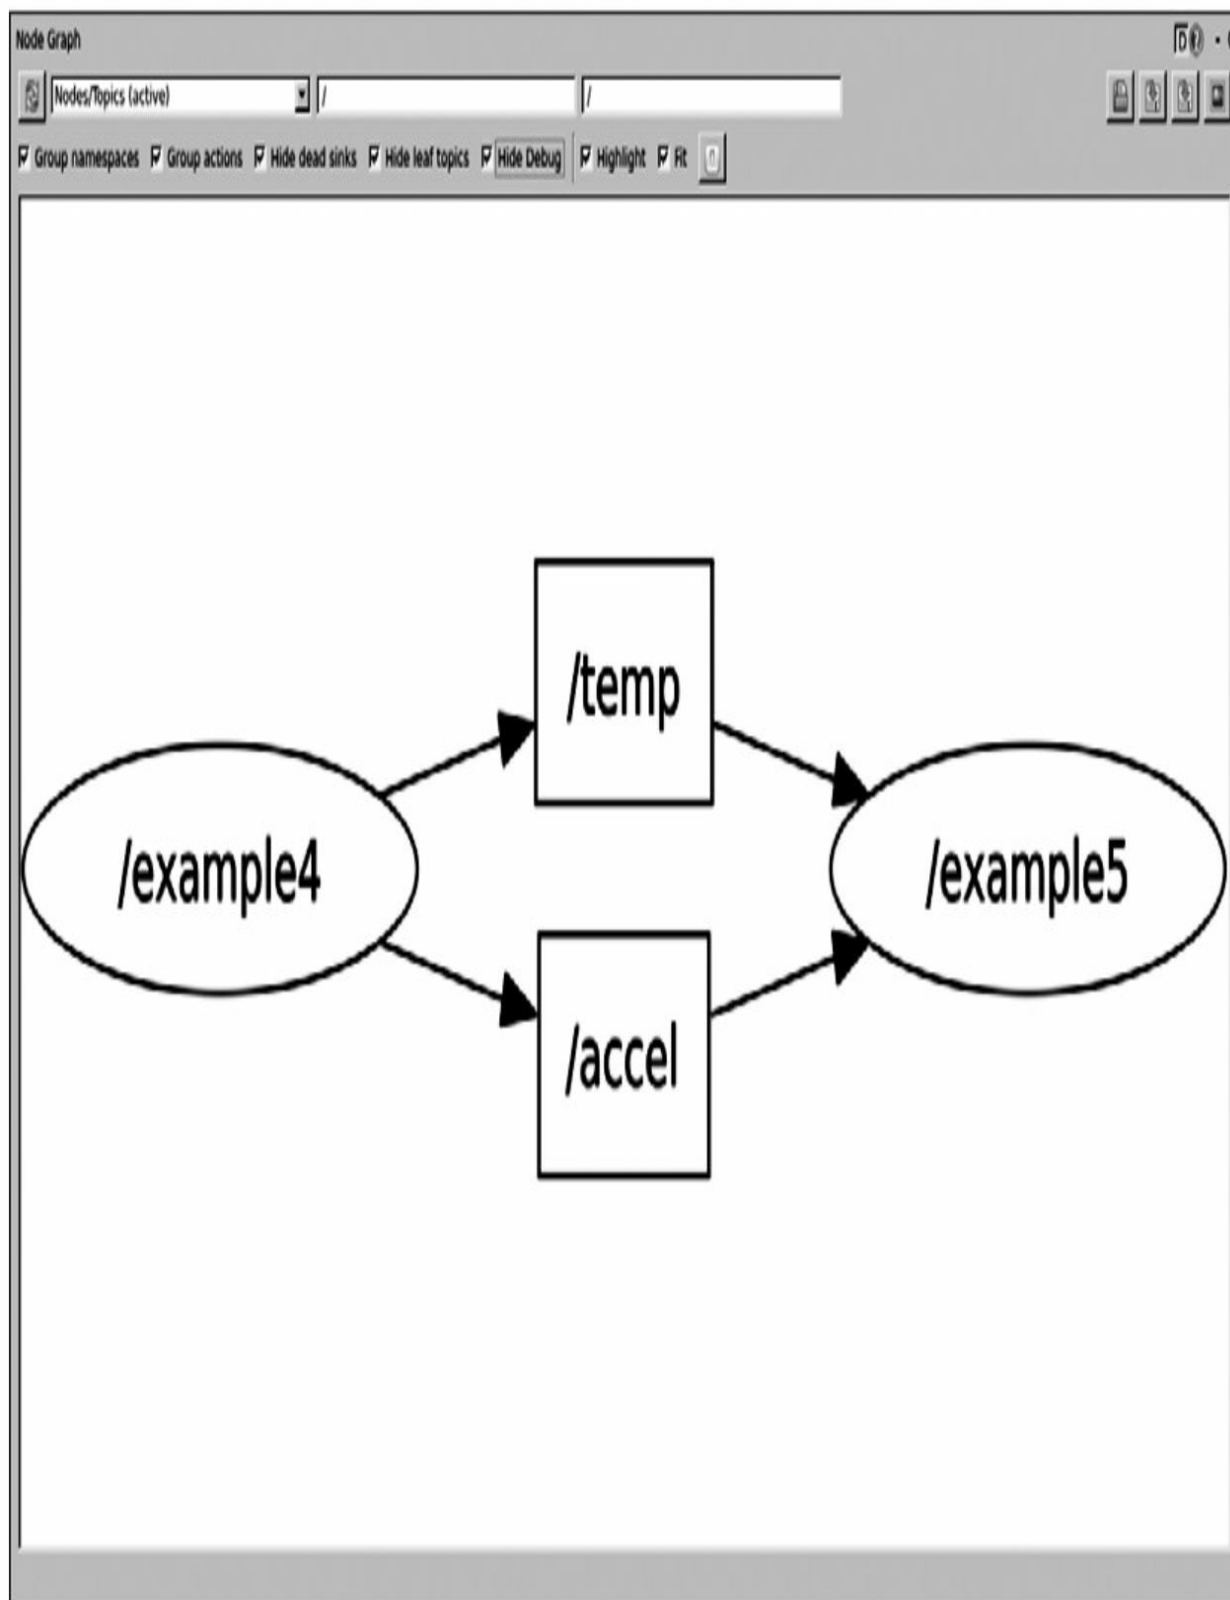 Node Graph
D
Nodes/Topics (active) / /
Group namespaces Group actions Hide dead sinks Hide leaf topics Hide Debug Highlight Fit
/temp
/example4 /example5
/accel